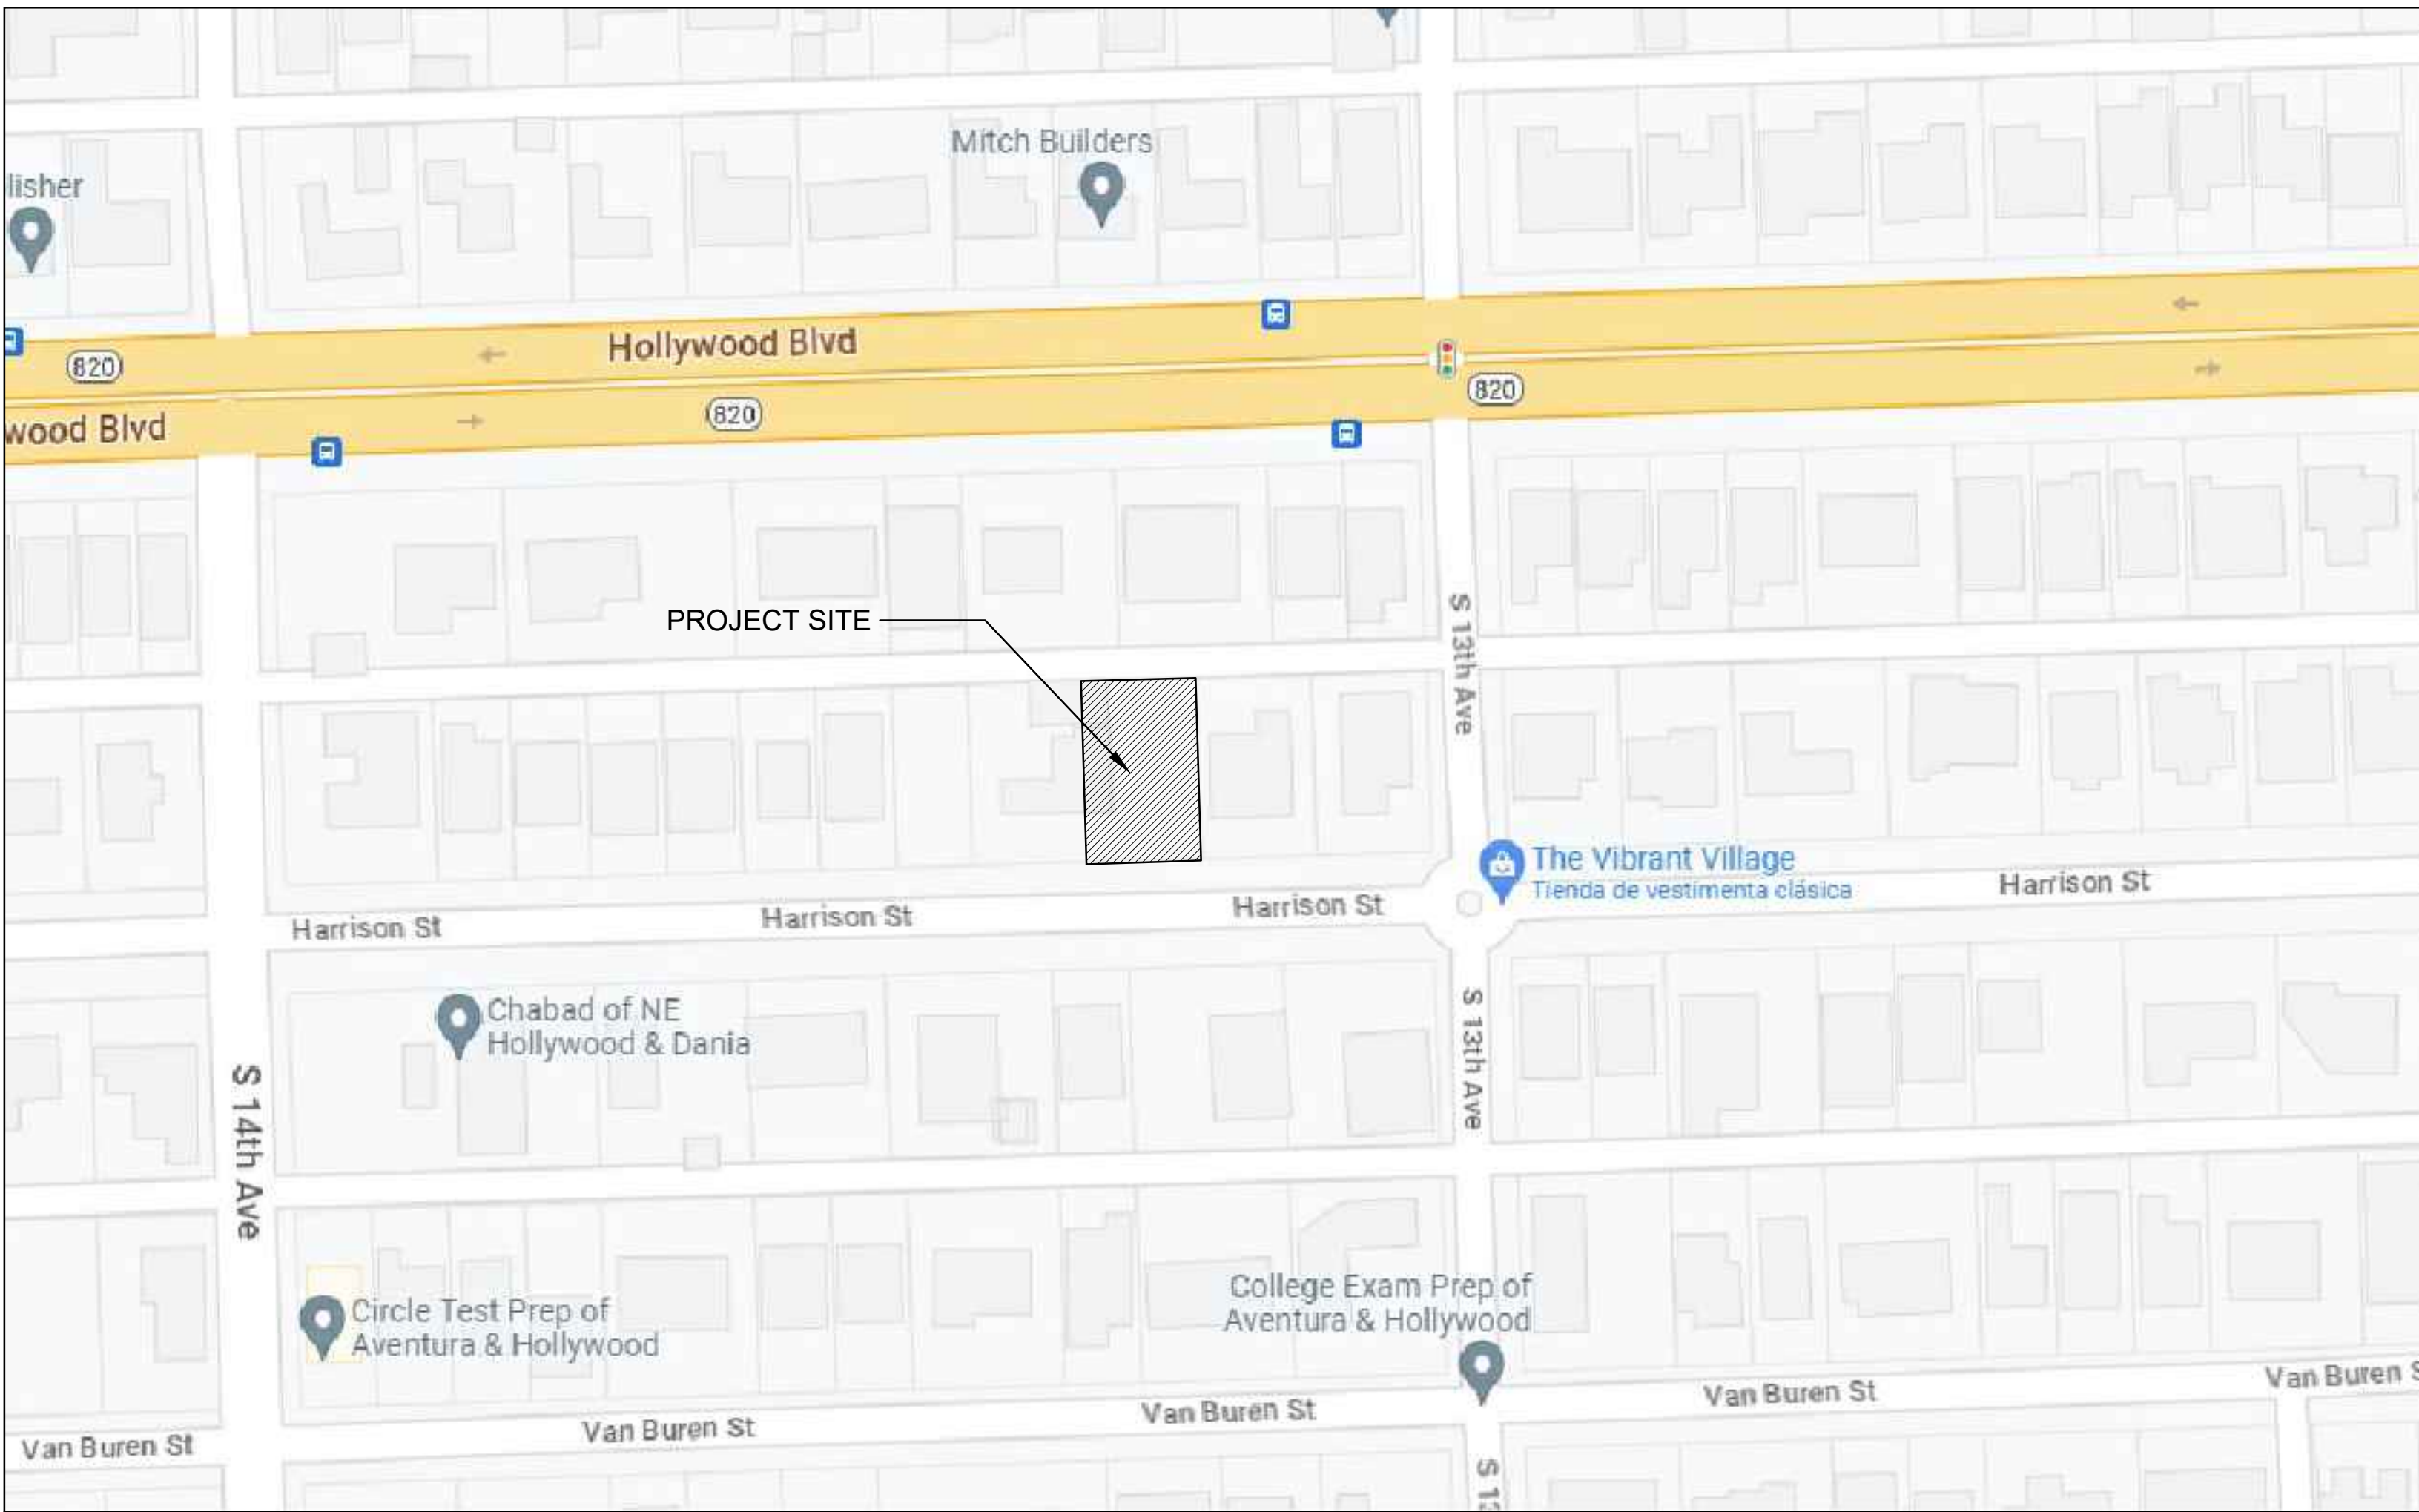 Mitch Builders
lisher
Hollywood Blvd
820
820
820
wood Blvd
PROJECT SITE
S 13th Ave
The Vibrant Village
Tienda de vestimenta clásica
Harrison St
Harrison St
Harrison St
Harrison St
Chabad of NE
Hollywood & Dania
S 13th Ave
S 14th Ave
College Exam Prep of
Aventura & Hollywood
Circle Test Prep of
Aventura & Hollywood
Van Buren S
Van Buren St
Van Buren St
Van Buren St
Van Buren St
S 13